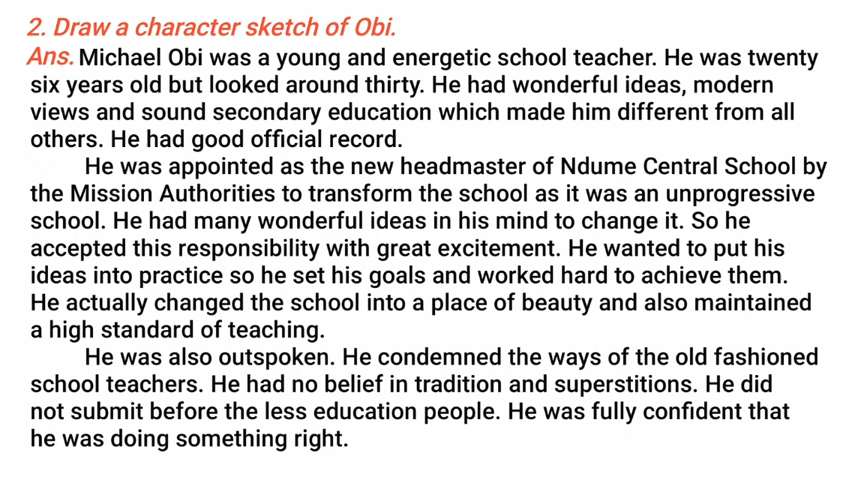 2. Draw a character sketch of Obi.
Ans. Michael Obi was a young and energetic school teacher. He was twenty
six years old but looked around thirty. He had wonderful ideas, modern
views and sound secondary education which made him different from all
others. He had good official record.
He was appointed as the new headmaster of Ndume Central School by
the Mission Authorities to transform the school as it was an unprogressive
school. He had many wonderful ideas in his mind to change it. So he
accepted this responsibility with great excitement. He wanted to put his
ideas into practice so he set his goals and worked hard to achieve them.
He actually changed the school into a place of beauty and also maintained
a high standard of teaching.
He was also outspoken. He condemned the ways of the old fashioned
school teachers. He had no belief in tradition and superstitions. He did
not submit before the less education people. He was fully confident that
he was doing something right.